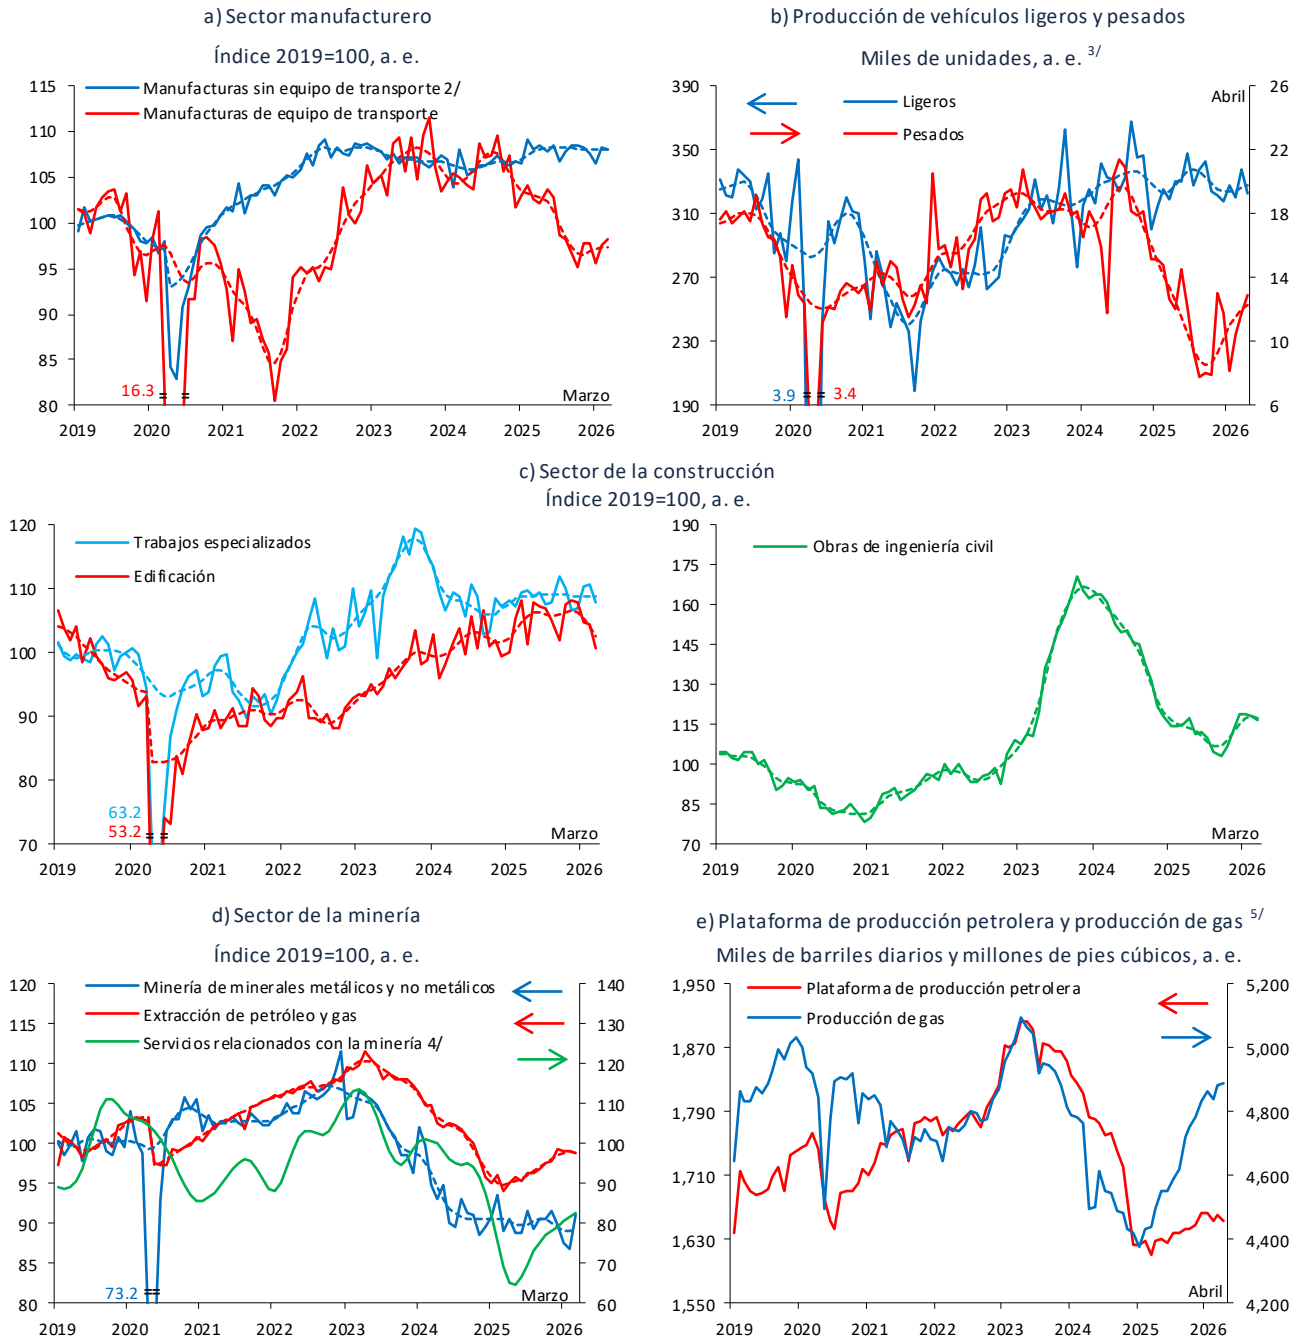 a) Sector manufacturero
Índice 2019=100, a. e.
Manufacturas sin equipo de transporte 2/
Manufacturas de equipo de transporte
115
110
105
100
95
90
85
80
16.3
Marzo
2019 2020 2021 2022 2023 2024 2025 2026
b) Producción de vehículos ligeros y pesados
Miles de unidades, a. e. 3/
Abril
Ligeros
Pesados
390
350
310
270
230
190
26
22
18
14
10
6
3.9
3.4
2019 2020 2021 2022 2023 2024 2025 2026
c) Sector de la construcción
Índice 2019=100, a. e.
Trabajos especializados
Edificación
120
110
100
90
80
70
63.2
53.2
Marzo
2019 2020 2021 2022 2023 2024 2025 2026
Obras de ingeniería civil
190
175
160
145
130
115
100
85
70
Marzo
2019 2020 2021 2022 2023 2024 2025 2026
d) Sector de la minería
Índice 2019=100, a. e.
Minería de minerales metálicos y no metálicos
Extracción de petróleo y gas
Servicios relacionados con la minería 4/
120
115
110
105
100
95
90
85
80
140
130
120
110
100
90
80
70
60
73.2
Marzo
2019 2020 2021 2022 2023 2024 2025 2026
e) Plataforma de producción petrolera y producción de gas 5/
Miles de barriles diarios y millones de pies cúbicos, a. e.
Plataforma de producción petrolera
Producción de gas
1,950
1,870
1,790
1,710
1,630
1,550
5,200
5,000
4,800
4,600
4,400
4,200
Abril
2019 2020 2021 2022 2023 2024 2025 2026